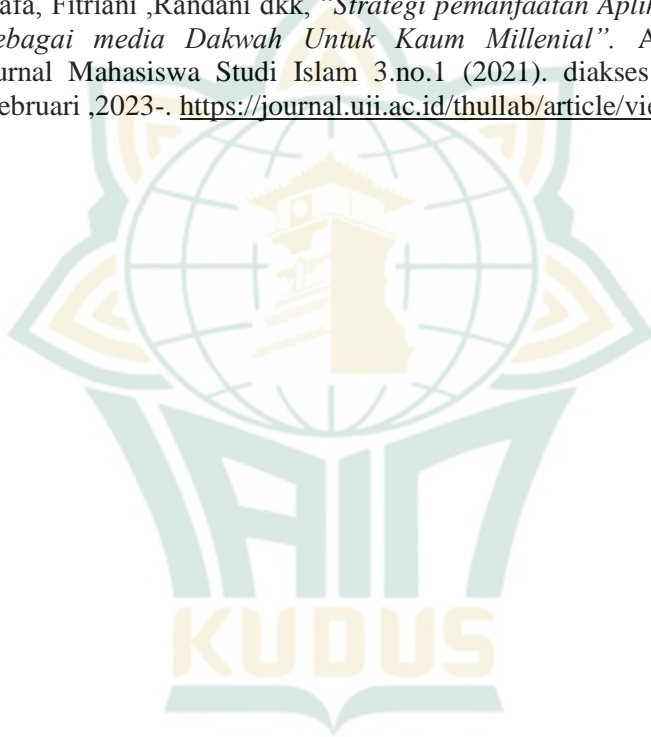 afa, Fitriani ,Randani dkk, "Strategi pemanfaatan Aplik
ebagai media Dakwah Untuk Kaum Millenial". A
urnal Mahasiswa Studi Islam 3.no.1 (2021). diakses
ebruari ,2023-. https://journal.uii.ac.id/thullab/article/vie
IAIN
KUDUS